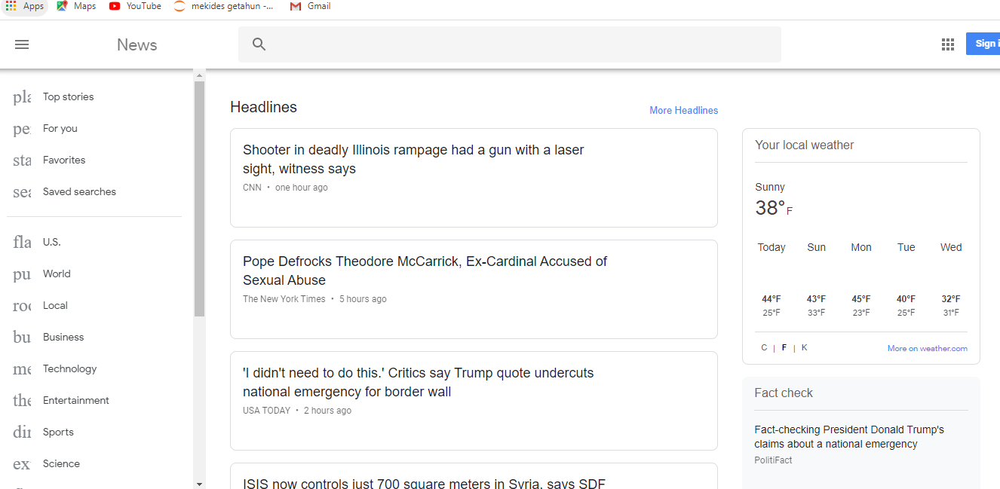 Apps Maps YouTube mekides getahun -... Gmail
News
Sign i
pla Top stories
pe For you
sta Favorites
sea Saved searches
fla U.S.
pu World
roo Local
bu Business
me Technology
the Entertainment
dir Sports
ex Science
Headlines
More Headlines
Shooter in deadly Illinois rampage had a gun with a laser
sight, witness says
CNN • one hour ago
Pope Defrocks Theodore McCarrick, Ex-Cardinal Accused of
Sexual Abuse
The New York Times • 5 hours ago
'I didn't need to do this.' Critics say Trump quote undercuts
national emergency for border wall
USA TODAY • 2 hours ago
ISIS now controls just 700 square meters in Syria, says SDF
Your local weather
Sunny
38°F
Today Sun Mon Tue Wed
44°F 43°F 45°F 40°F 32°F
25°F 33°F 23°F 25°F 31°F
C | F | K
More on weather.com
Fact check
Fact-checking President Donald Trump's
claims about a national emergency
PolitiFact